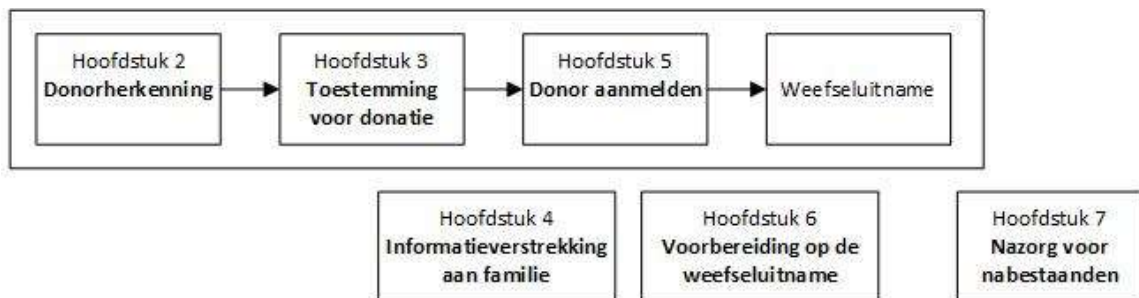 Hoofdstuk 2
Donorherkenning
Hoofdstuk 3
Toestemming
voor donatie
Hoofdstuk 5
Donor aanmelden
Weefseluitname
Hoofdstuk 4
Informatieverstrekking
aan familie
Hoofdstuk 6
Voorbereiding op de
weefseluitname
Hoofdstuk 7
Nazorg voor
nabestaanden